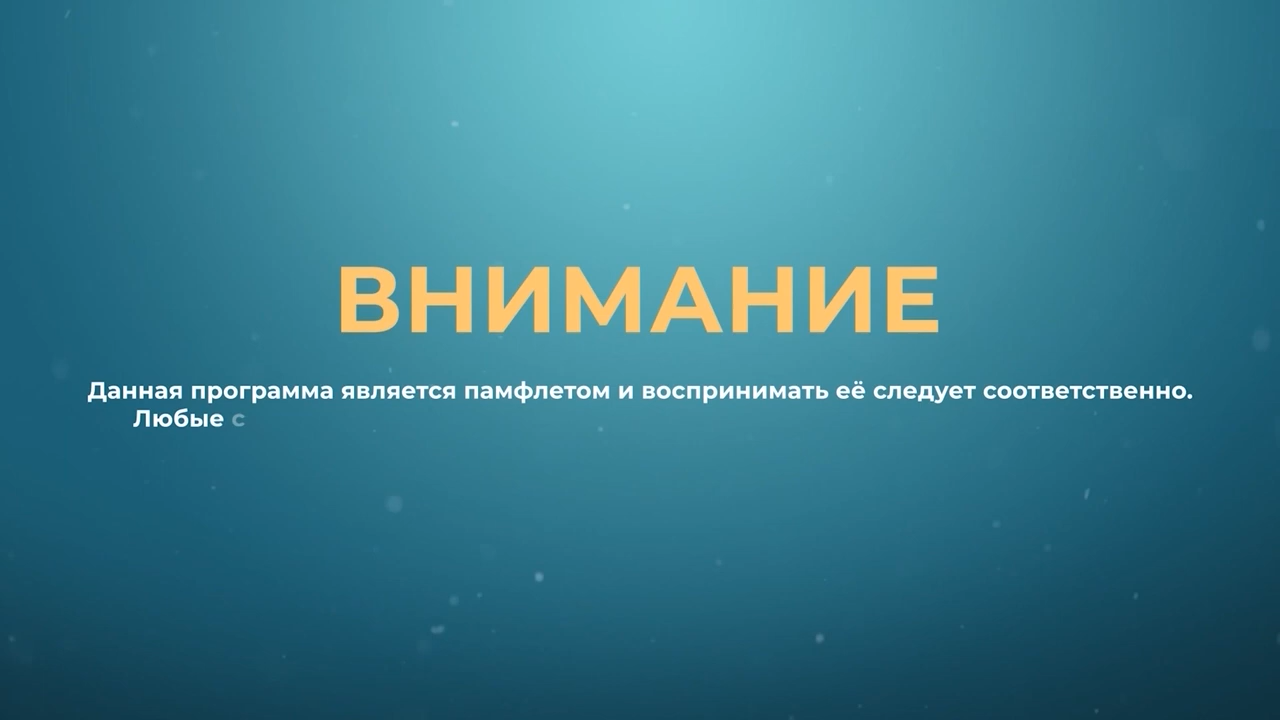 ВНИМАНИЕ
Данная программа является памфлетом и воспринимать её следует соответственно.
Любые с